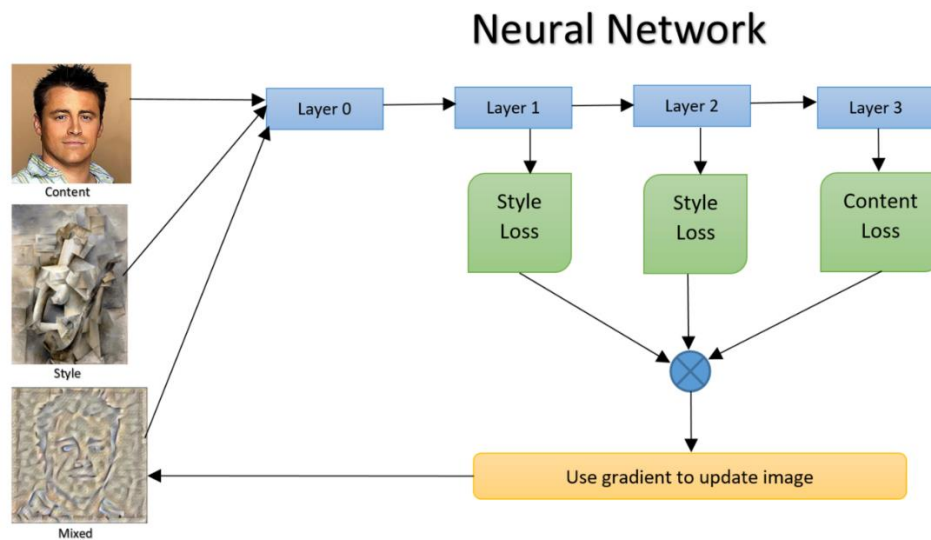 Neural Network
Layer 0
Layer 1
Layer 2
Layer 3
Content
Style
Loss
Style
Loss
Content
Loss
Style
Use gradient to update image
Mixed